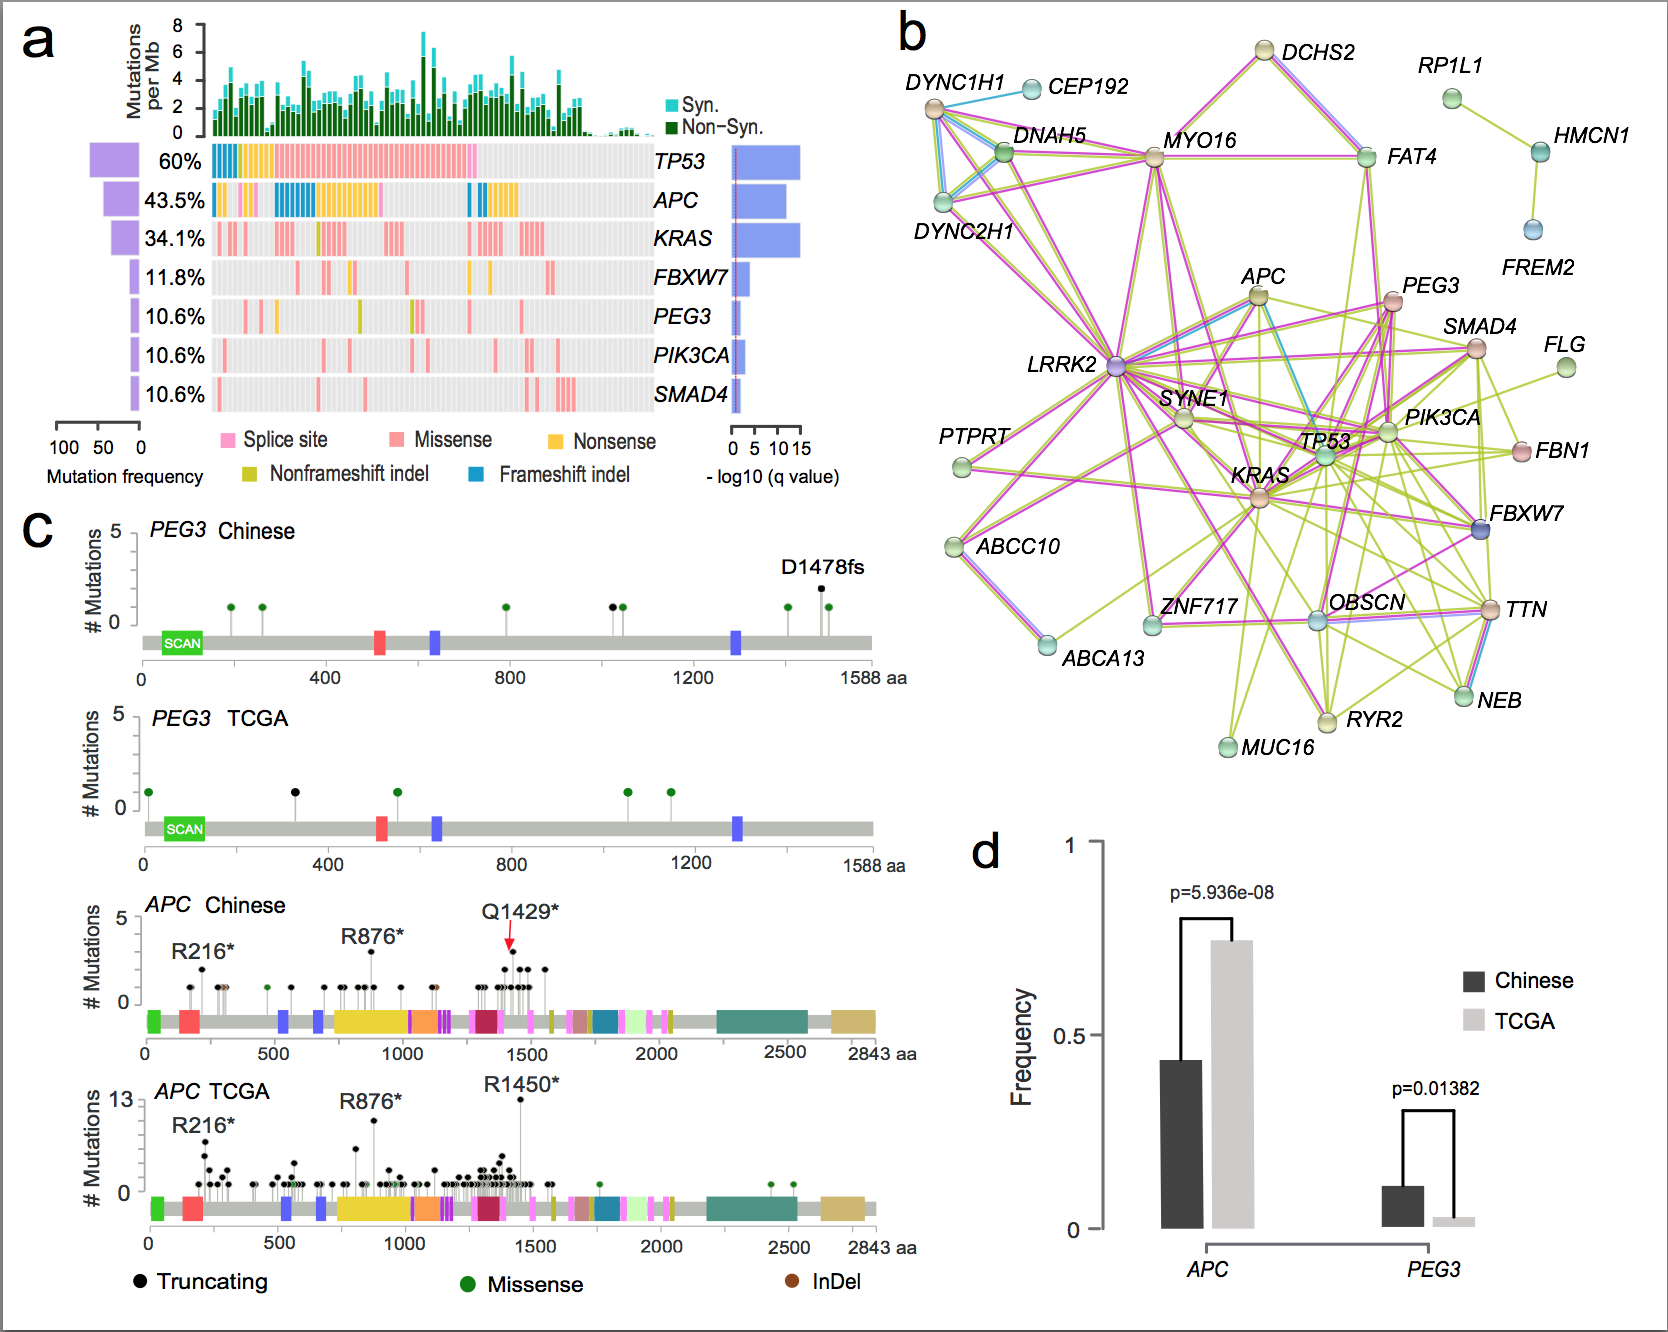 a
Mutations
per Mb
8
6
4
2
0
Syn.
Non-Syn.
60%
TP53
43.5%
APC
34.1%
KRAS
11.8%
FBXW7
10.6%
PEG3
10.6%
PIK3CA
10.6%
SMAD4
100 50 0
Mutation frequency
Splice site
Missense
Nonsense
Nonframeshift indel
Frameshift indel
0 5 10 15
- log10 (q value)
b
DCHS2
RP1L1
DYNC1H1
CEP192
HMCN1
DNAH5
MYO16
FAT4
DYNC2H1
FREM2
APC
PEG3
SMAD4
FLG
LRRK2
SYNE1
PIK3CA
PTPRT
TP53
FBN1
KRAS
FBXW7
ABCC10
ZNF717
OBSCN
TTN
ABCA13
NEB
RYR2
MUC16
c
PEG3 Chinese
# Mutations
5
0
D1478fs
SCAN
0 400 800 1200 1588 aa
PEG3 TCGA
# Mutations
5
0
SCAN
0 400 800 1200 1588 aa
APC Chinese
# Mutations
5
0
R216*
R876*
Q1429*
0 500 1000 1500 2000 2500 2843 aa
APC TCGA
# Mutations
13
0
R216*
R876*
R1450*
0 500 1000 1500 2000 2500 2843 aa
Truncating
Missense
InDel
d
Frequency
1
0.5
0
p=5.936e-08
p=0.01382
Chinese
TCGA
APC
PEG3